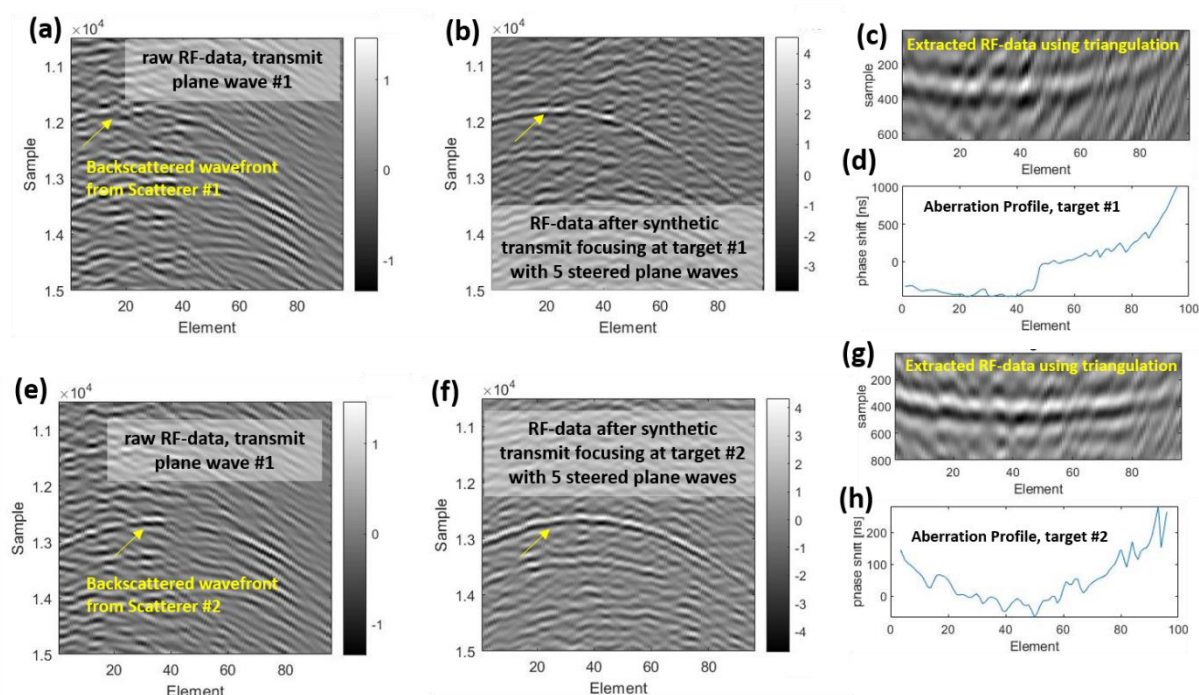 (a)
×10⁴
raw RF-data, transmit
plane wave #1
Backscattered wavefront
from Scatterer #1
Sample
1.1
1.2
1.3
1.4
1.5
20 40 60 80
Element
1
0
-1
(b)
×10⁴
RF-data after synthetic
transmit focusing at target #1
with 5 steered plane waves
Sample
1.1
1.2
1.3
1.4
1.5
20 40 60 80
Element
4
3
2
1
0
-1
-2
-3
(c)
Extracted RF-data using triangulation
sample
200
400
600
20 40 60 80
Element
(d)
Aberration Profile, target #1
phase shift [ns]
1000
500
0
0 20 40 60 80 100
Element
(e)
×10⁴
raw RF-data, transmit
plane wave #1
Backscattered wavefront
from Scatterer #2
Sample
1.1
1.2
1.3
1.4
1.5
20 40 60 80
Element
1
0
-1
(f)
×10⁴
RF-data after synthetic
transmit focusing at target #2
with 5 steered plane waves
Sample
1.1
1.2
1.3
1.4
1.5
20 40 60 80
Element
4
3
2
1
0
-1
-2
-3
-4
(g)
Extracted RF-data using triangulation
sample
200
400
600
800
20 40 60 80
Element
(h)
Aberration Profile, target #2
phase shift [ns]
200
100
0
0 20 40 60 80 100
Element